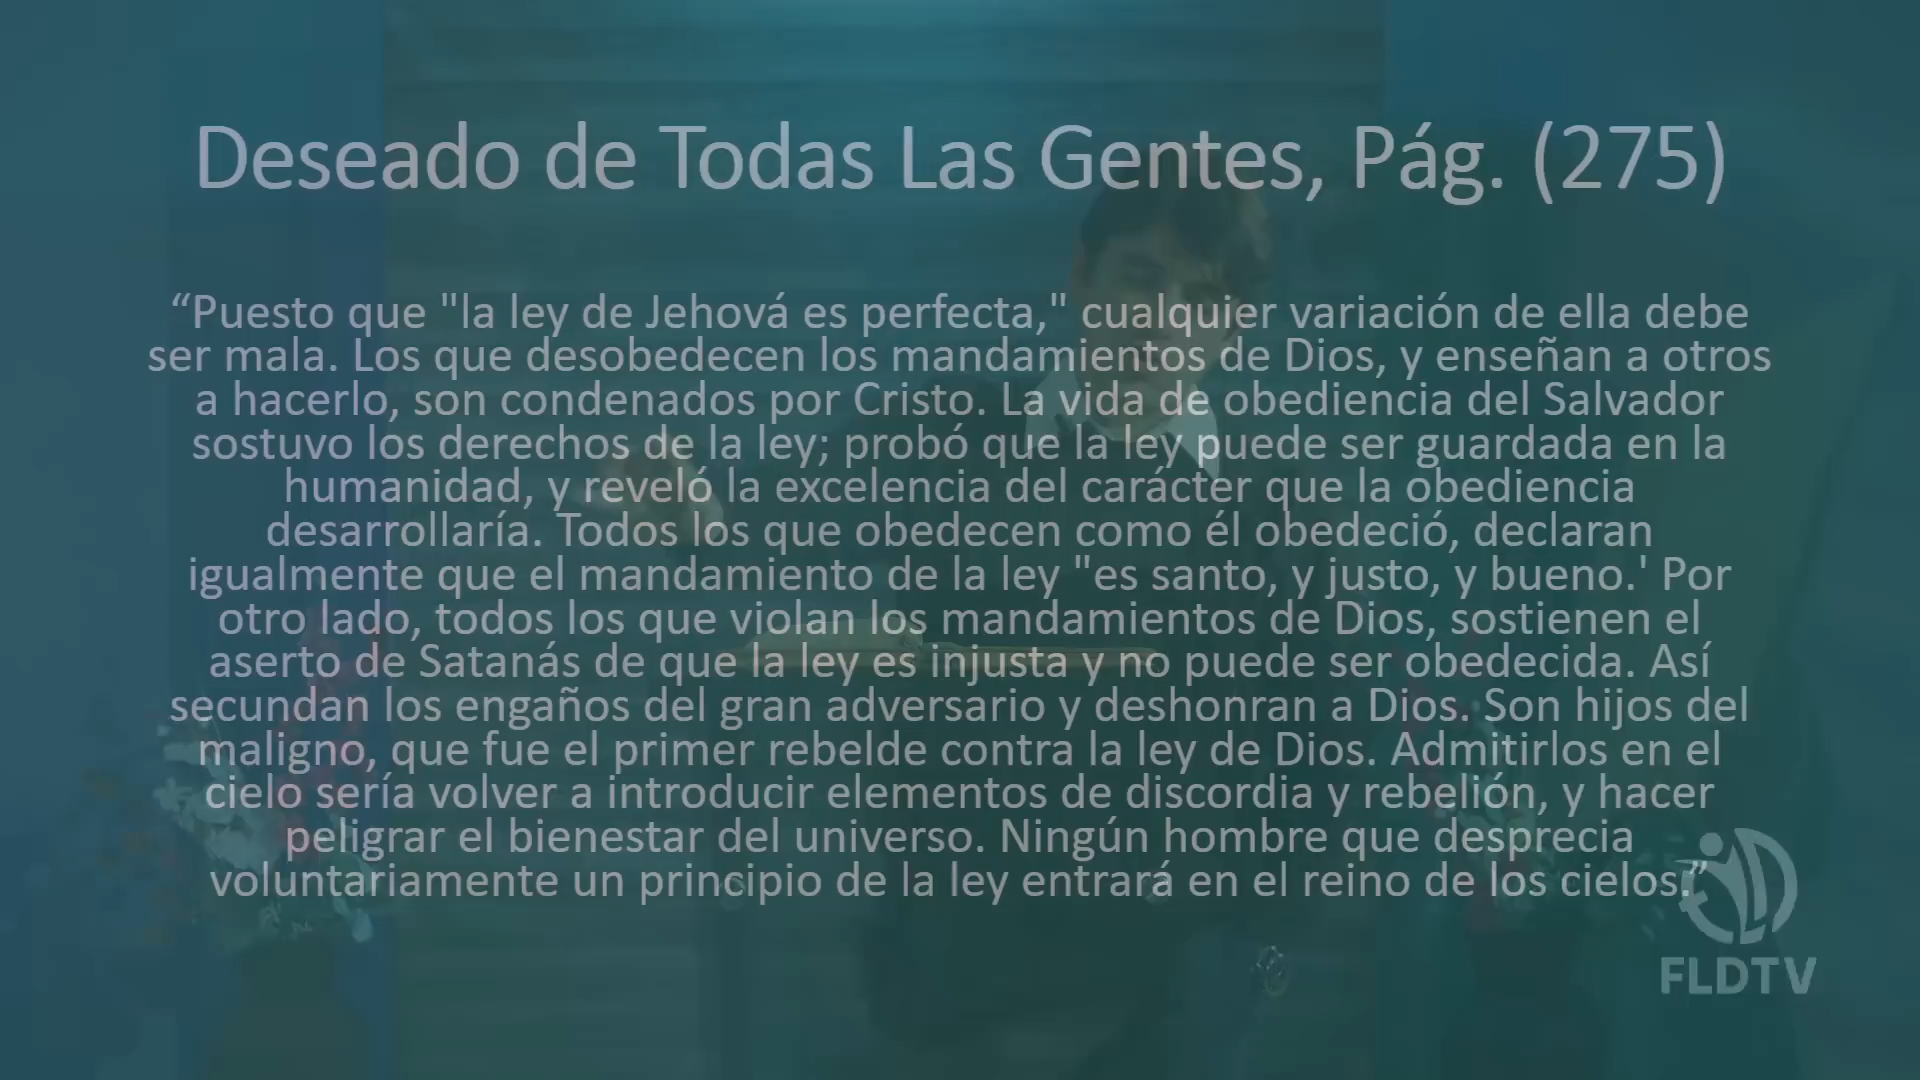 Deseado de Todas Las Gentes, Pág. (275)
“Puesto que "la ley de Jehová es perfecta," cualquier variación de ella debe
ser mala. Los que desobedecen los mandamientos de Dios, y enseñan a otros
a hacerlo, son condenados por Cristo. La vida de obediencia del Salvador
sostuvo los derechos de la ley; probó que la ley puede ser guardada en la
humanidad, y reveló la excelencia del carácter que la obediencia
desarrollaría. Todos los que obedecen como él obedeció, declaran
igualmente que el mandamiento de la ley "es santo, y justo, y bueno.' Por
otro lado, todos los que violan los mandamientos de Dios, sostienen el
aserto de Satanás de que la ley es injusta y no puede ser obedecida. Así
secundan los engaños del gran adversario y deshonran a Dios. Son hijos del
maligno, que fue el primer rebelde contra la ley de Dios. Admitirlos en el
cielo sería volver a introducir elementos de discordia y rebelión, y hacer
peligrar el bienestar del universo. Ningún hombre que desprecia
voluntariamente un principio de la ley entrará en el reino de los cielos.”
FLDTV